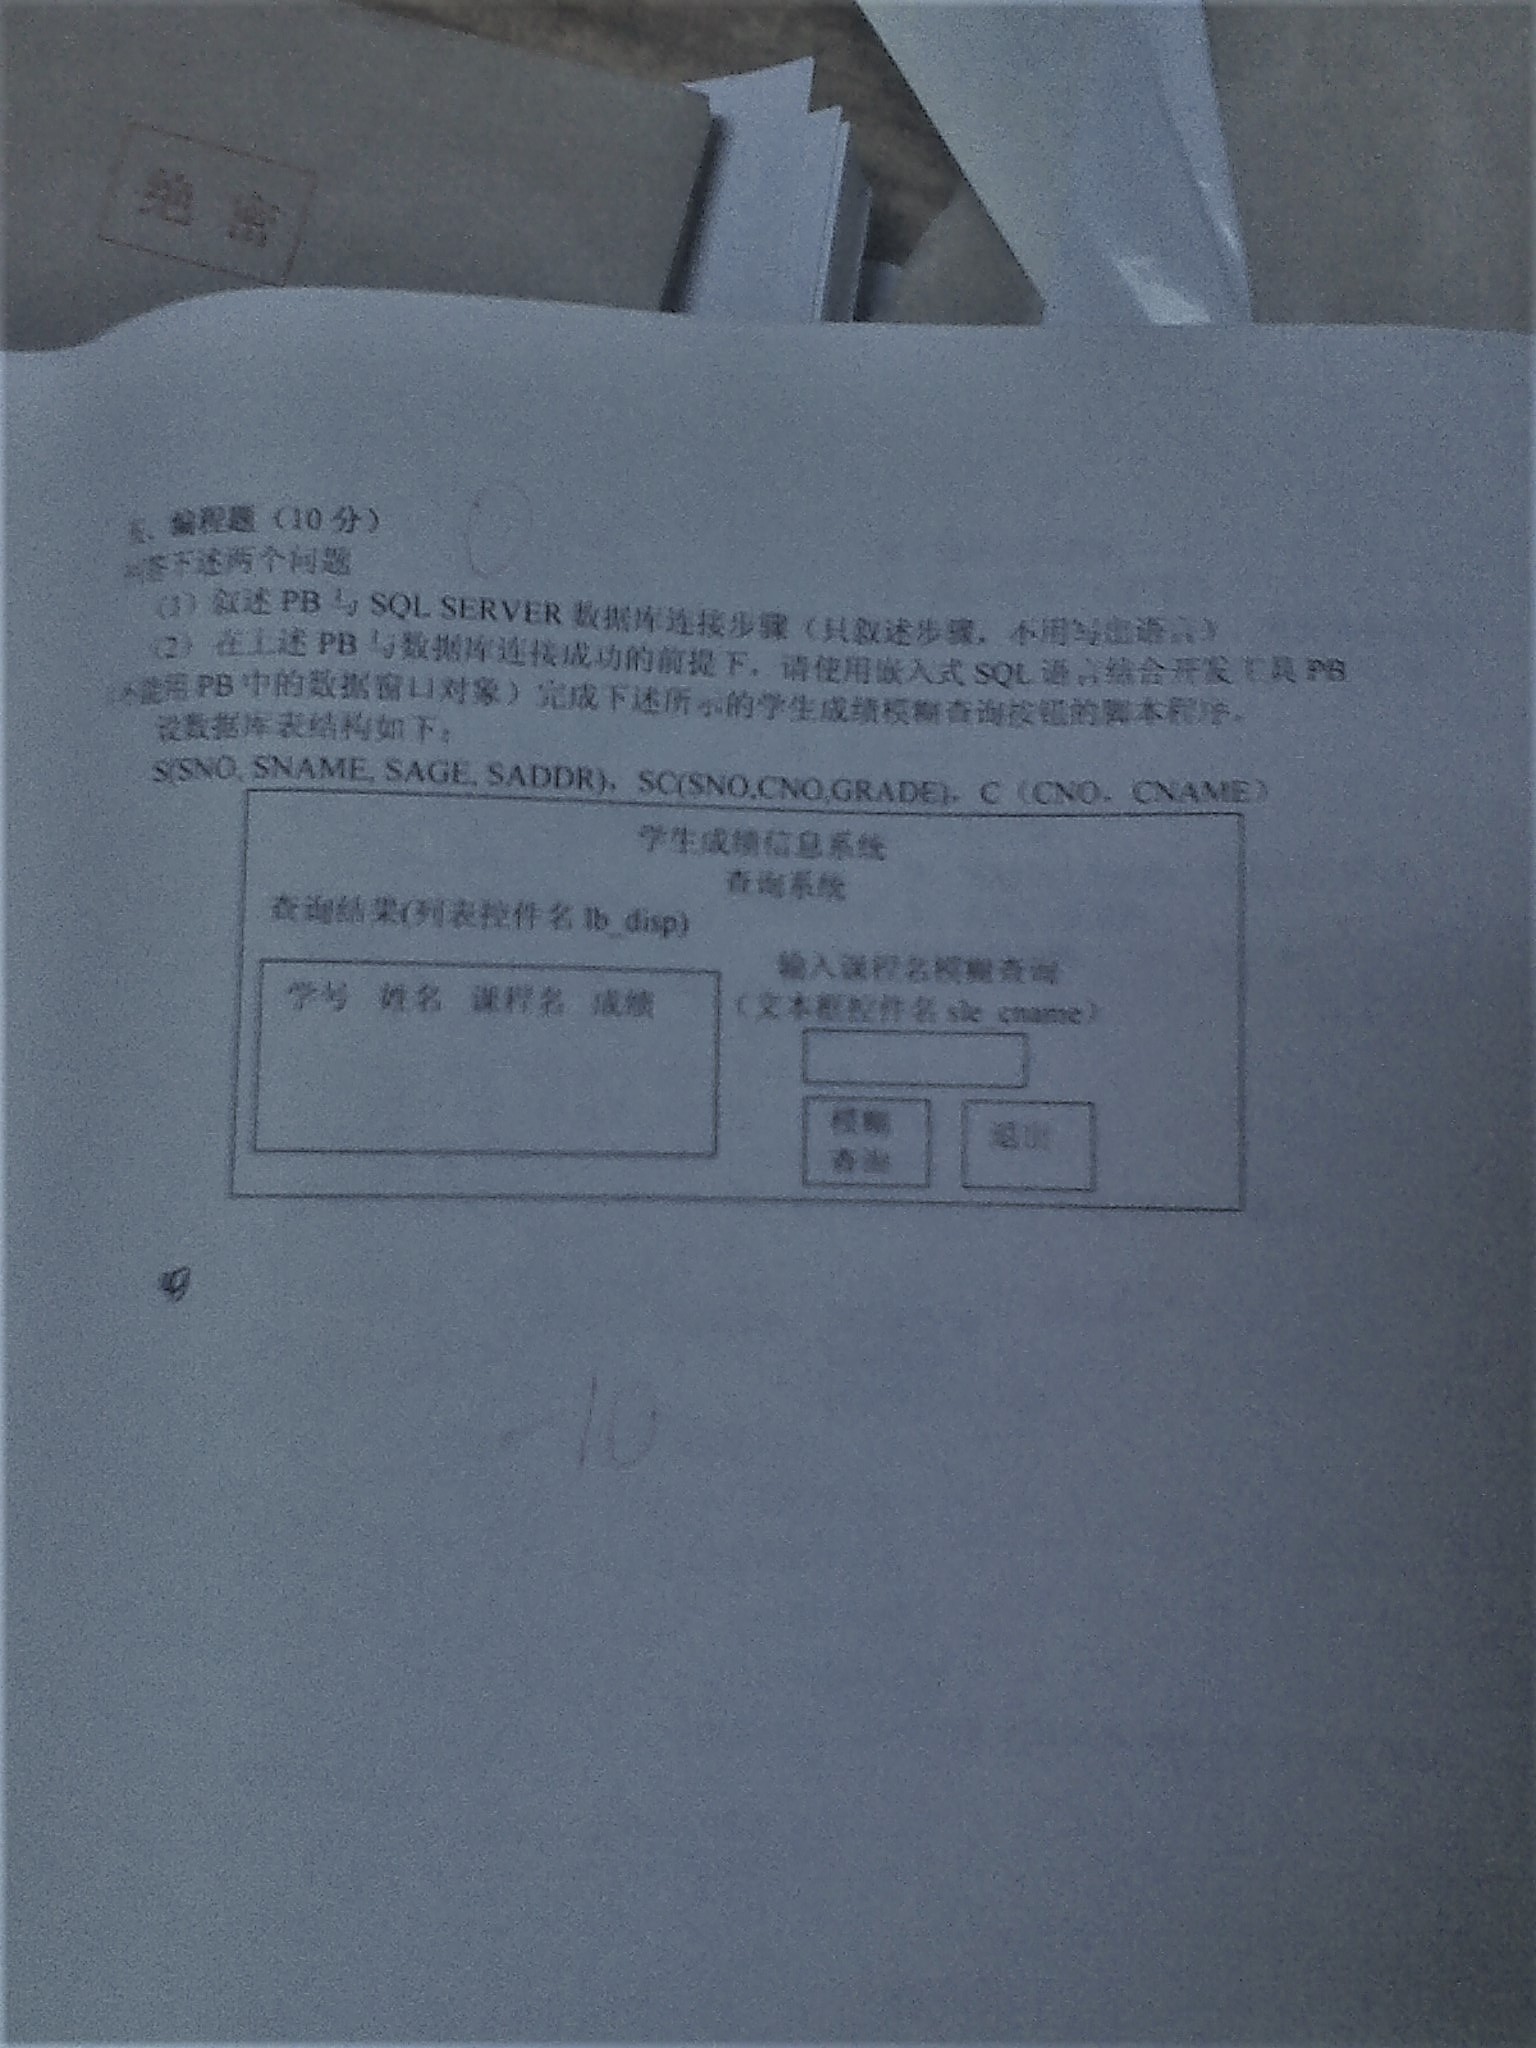 绝 密
五、编程题（10 分）
回答下述两个问题
（1）叙述 PB 与 SQL SERVER 数据库连接步骤（只叙述步骤，不用写出语言）
（2）在上述 PB 与数据库连接成功的前提下，请使用嵌入式 SQL 语言结合开发工具 PB
（不能用 PB 中的数据窗口对象）完成下述所示的学生成绩模糊查询按钮的脚本程序。
设数据库表结构如下：
S(SNO, SNAME, SAGE, SADDR)，SC(SNO,CNO,GRADE)，C（CNO，CNAME）
学生成绩信息系统
查询系统
查询结果(列表控件名 lb_disp)
输入课程名模糊查询
（文本框控件名 sle_cname）
学号 姓名 课程名 成绩
模糊 退出
查询
-10